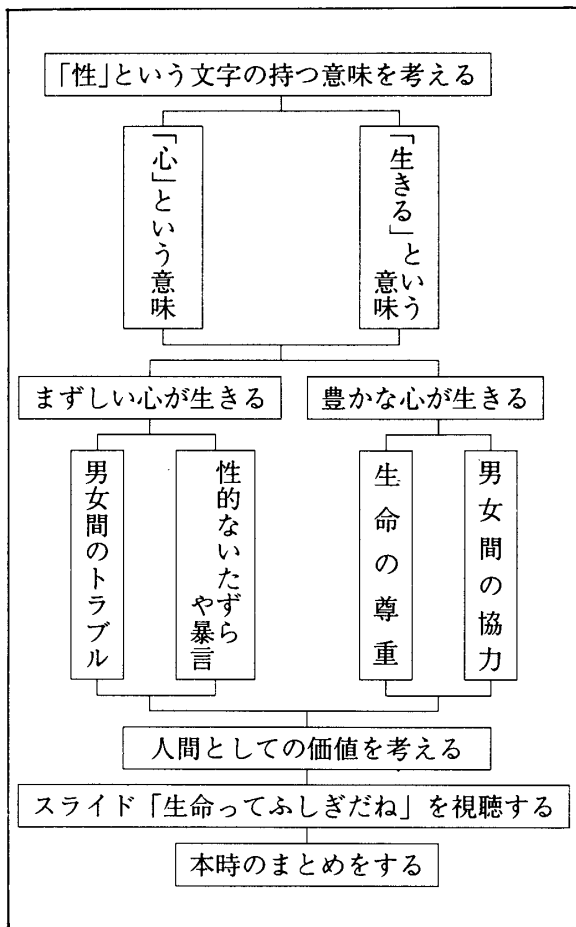 「性」という文字の持つ意味を考える
「生きる」という
意味
「心」という意味
まずしい心が生きる
豊かな心が生きる
男女間のトラブル
性的ないたずら
や暴言
生命の尊重
男女間の協力
人間としての価値を考える
スライド「生命ってふしぎだね」を視聴する
本時のまとめをする